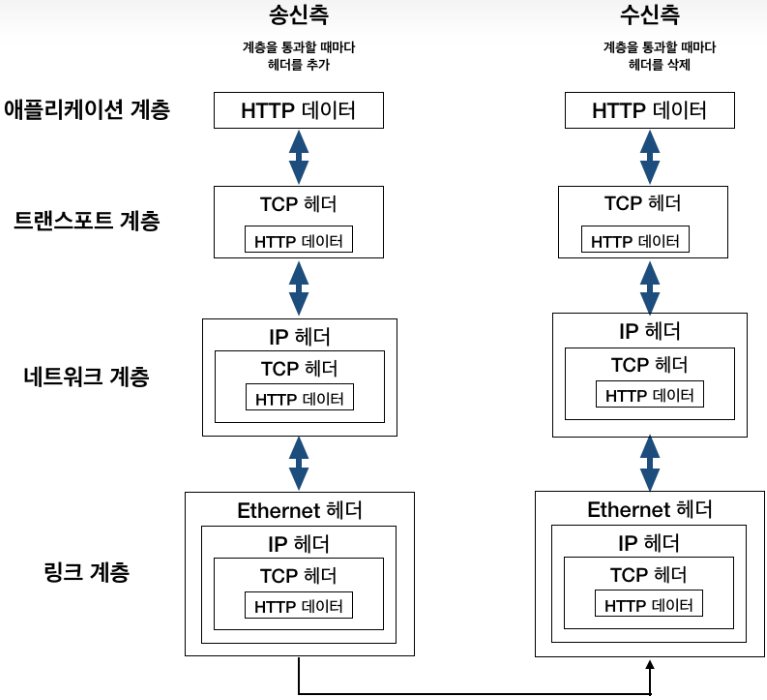 송신측
수신측
계층을 통과할 때마다
헤더를 추가
계층을 통과할 때마다
헤더를 삭제
애플리케이션 계층
HTTP 데이터
HTTP 데이터
트랜스포트 계층
TCP 헤더
HTTP 데이터
TCP 헤더
HTTP 데이터
네트워크 계층
IP 헤더
TCP 헤더
HTTP 데이터
IP 헤더
TCP 헤더
HTTP 데이터
링크 계층
Ethernet 헤더
IP 헤더
TCP 헤더
HTTP 데이터
Ethernet 헤더
IP 헤더
TCP 헤더
HTTP 데이터